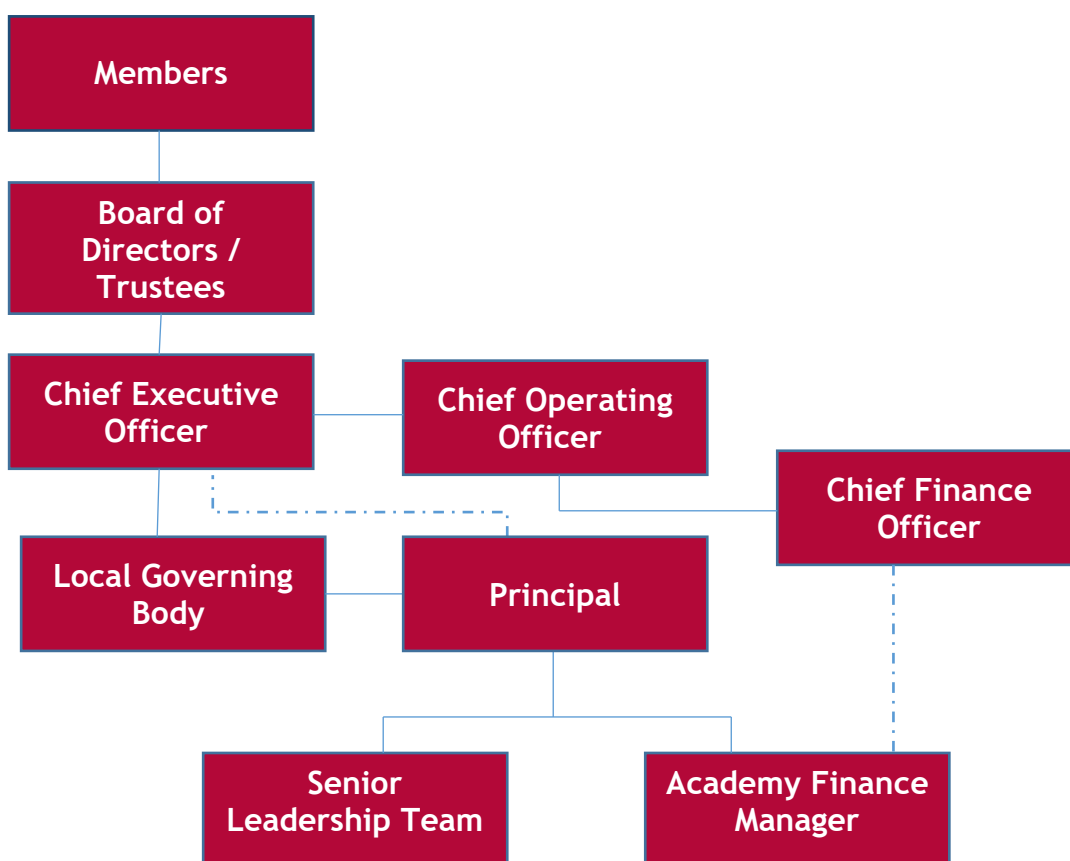 Members
Board of
Directors /
Trustees
Chief Executive
Officer
Chief Operating
Officer
Chief Finance
Officer
Local Governing
Body
Principal
Senior
Leadership Team
Academy Finance
Manager